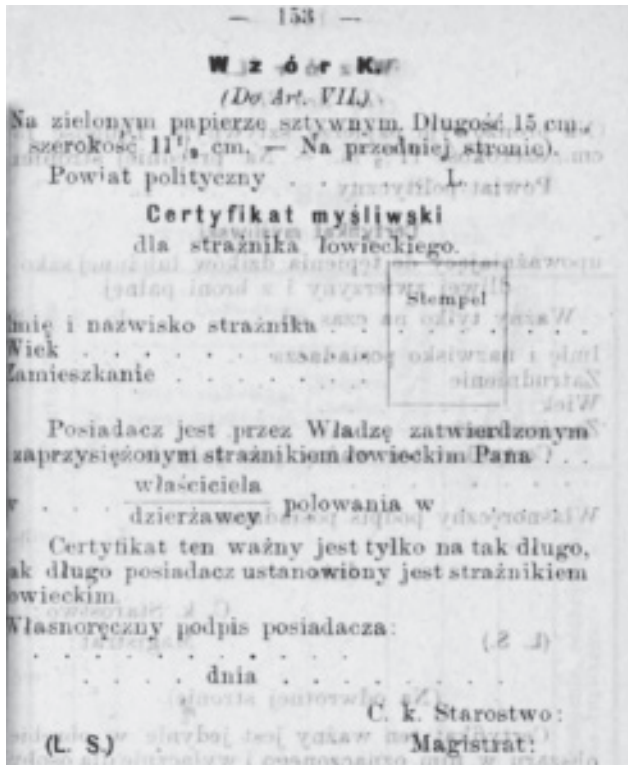 — 153 —
Wzór K.
(Do Art. VII.)
Na zielonym papierze sztywnym. Długość 15 cm.,
szerokość 11½ cm. — Na przedniej stronie).
Powiat polityczny . . . . L. . . .
Certyfikat myśliwski
dla strażnika łowieckiego.
Stempel
Imię i nazwisko strażnika . . . . . . . .
Wiek . . . . . . .
Zamieszkanie . . . . . .
Posiadacz jest przez Władzę zatwierdzonym
zaprzysiężonym strażnikiem łowieckim Pana . . .
właściciela
w . . . polowania w . . . .
dzierżawcy
Certyfikat ten ważny jest tylko na tak długo,
jak długo posiadacz ustanowiony jest strażnikiem
łowieckim.
Własnoręczny podpis posiadacza:
. . . . . . . . . .
. . . . dnia . . . . . .
C. k. Starostwo:
(L. S.) Magistrat: